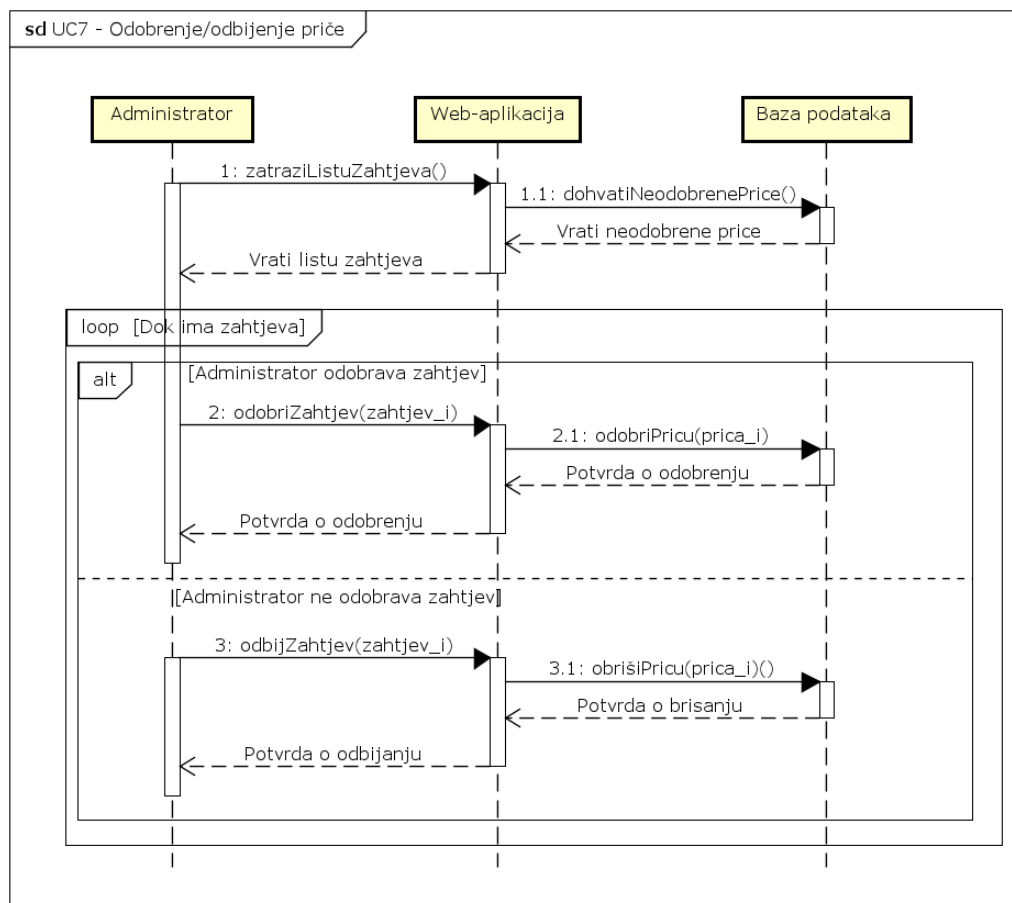 sd UC7 - Odobrenje/odbijenje priče
Administrator
Web-aplikacija
Baza podataka
1: zatraziListuZahtjeva()
1.1: dohvatiNeodobrenePrice()
Vrati neodobrene price
Vrati listu zahtjeva
loop [Dok ima zahtjeva]
alt
[Administrator odobrava zahtjev]
2: odobriZahtjev(zahtjev_i)
2.1: odobriPricu(prica_i)
Potvrda o odobrenju
Potvrda o odobrenju
[Administrator ne odobrava zahtjev]
3: odbijZahtjev(zahtjev_i)
3.1: obrišiPricu(prica_i)()
Potvrda o brisanju
Potvrda o odbijanju